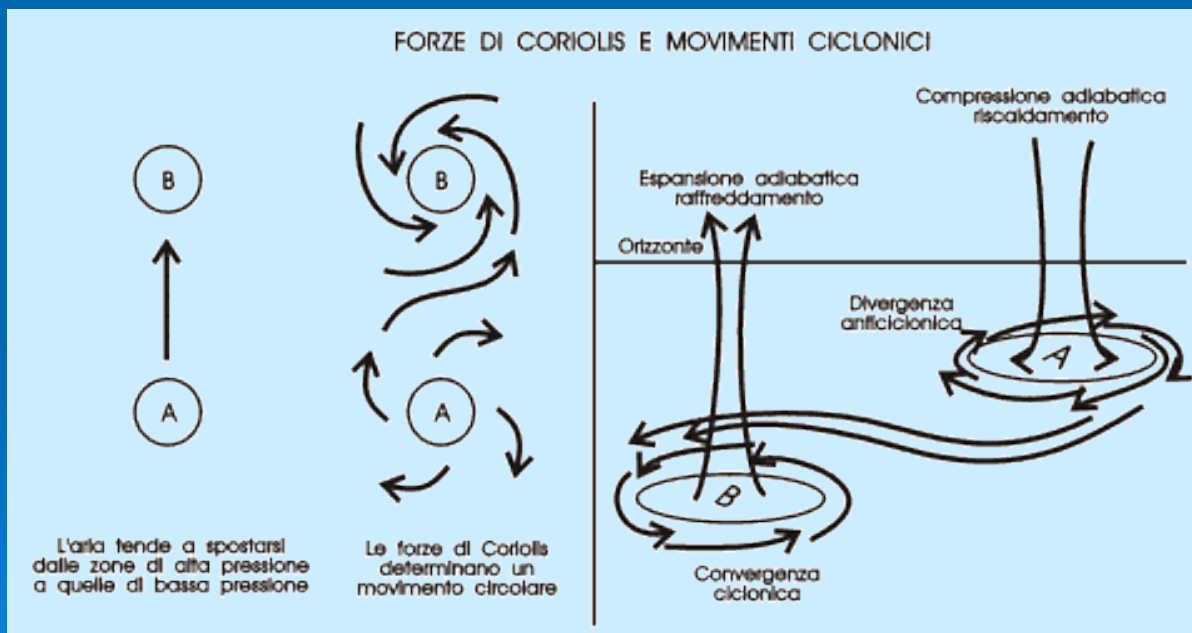 FORZE DI CORIOLIS E MOVIMENTI CICLONICI
B
A
L'aria tende a spostarsi
dalle zone di alta pressione
a quelle di bassa pressione
B
A
Le forze di Coriolis
determinano un
movimento circolare
Compressione adiabatica
riscaldamento
Espansione adiabatica
raffreddamento
Orizzonte
Divergenza
anticiclonica
A
B
Convergenza
ciclonica